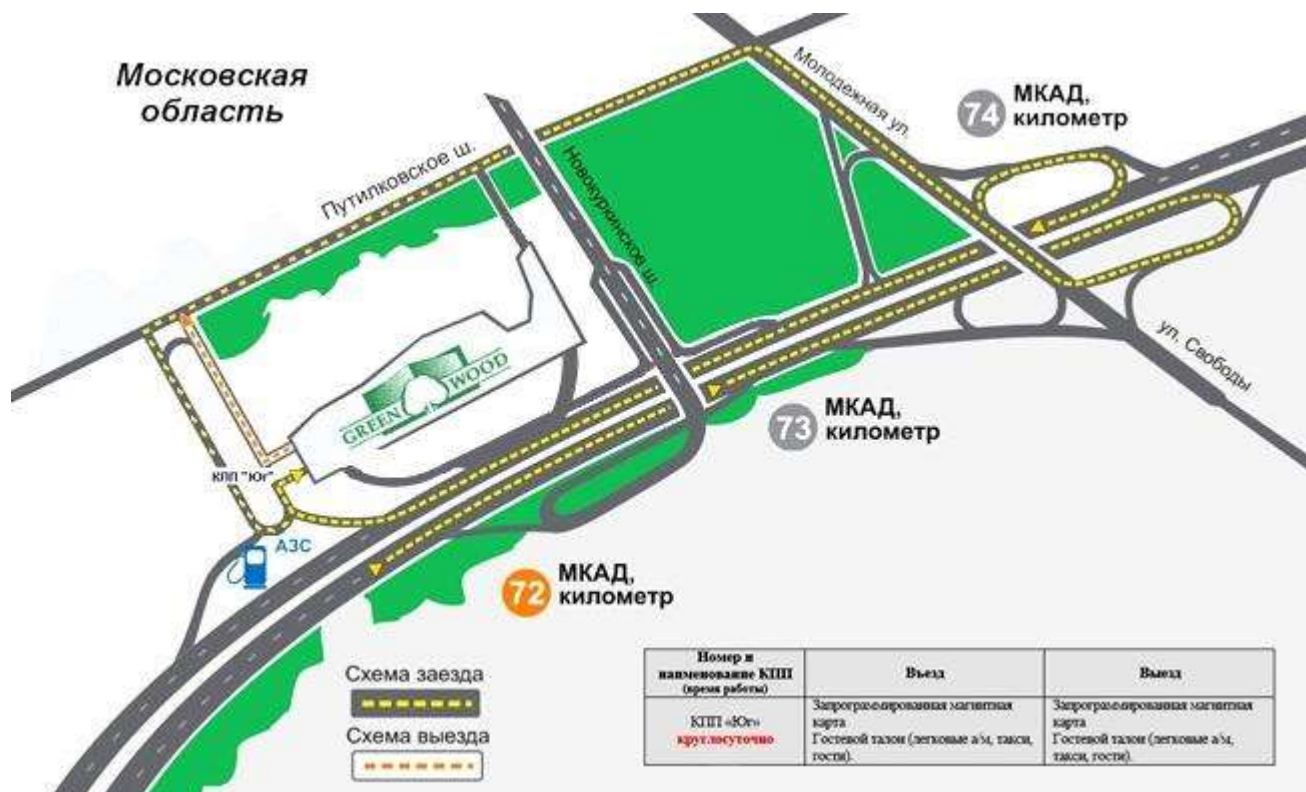 Московская
область
Путилковское ш.
Новокуркинское ш.
Молодежная ул.
74
МКАД,
километр
ул. Свободы
73
МКАД,
километр
GREEN WOOD
КПП "Юг"
АЗС
72
МКАД,
километр
Схема заезда
Схема выезда
Номер и
наименование КПП
(время работы)
Въезд
Выезд
КПП «Юг»
круглосуточно
Запрограммированная магнитная
карта
Гостевой талон (легковые а/м, такси,
гости).
Запрограммированная магнитная
карта
Гостевой талон (легковые а/м,
такси, гости).